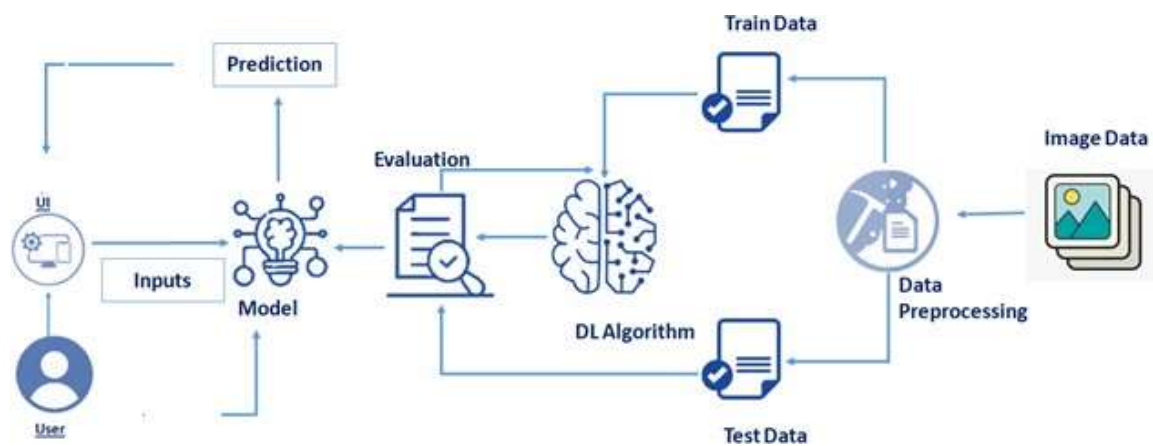 Train Data
Prediction
Image Data
Evaluation
UI
Inputs
Model
Data
Preprocessing
DL Algorithm
User
Test Data